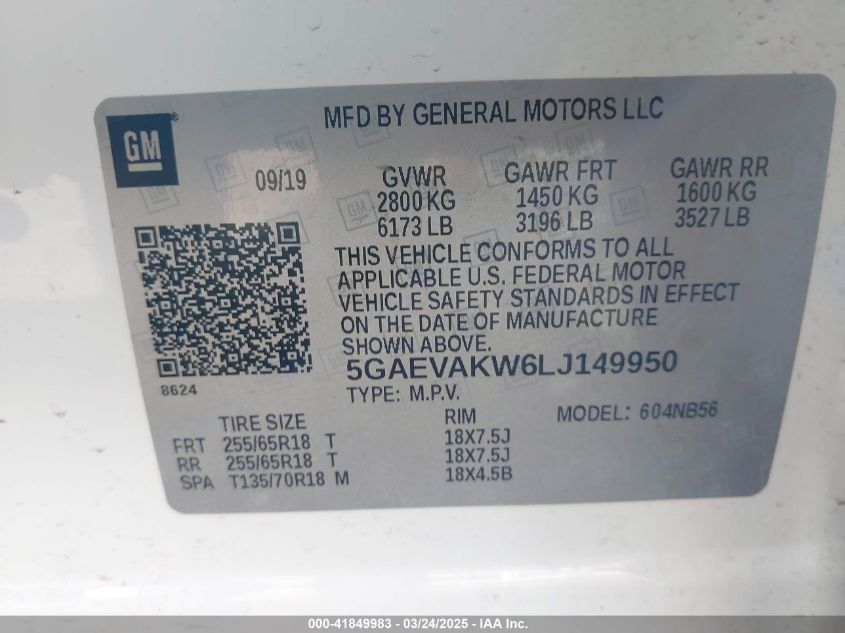 MFD BY GENERAL MOTORS LLC
GM
09/19
GVWR GAWR FRT GAWR RR
2800 KG 1450 KG 1600 KG
6173 LB 3196 LB 3527 LB
THIS VEHICLE CONFORMS TO ALL
APPLICABLE U.S. FEDERAL MOTOR
VEHICLE SAFETY STANDARDS IN EFFECT
ON THE DATE OF MANUFACTURE
SHOWN ABOVE.
8624
5GAEVAKW6LJ149950
TYPE: M.P.V.
MODEL: 604NB56
TIRE SIZE RIM
FRT 255/65R18 T 18X7.5J
RR 255/65R18 T 18X7.5J
SPA T135/70R18 M 18X4.5B
000-41849983 - 03/24/2025 - IAAI.COM, Inc.